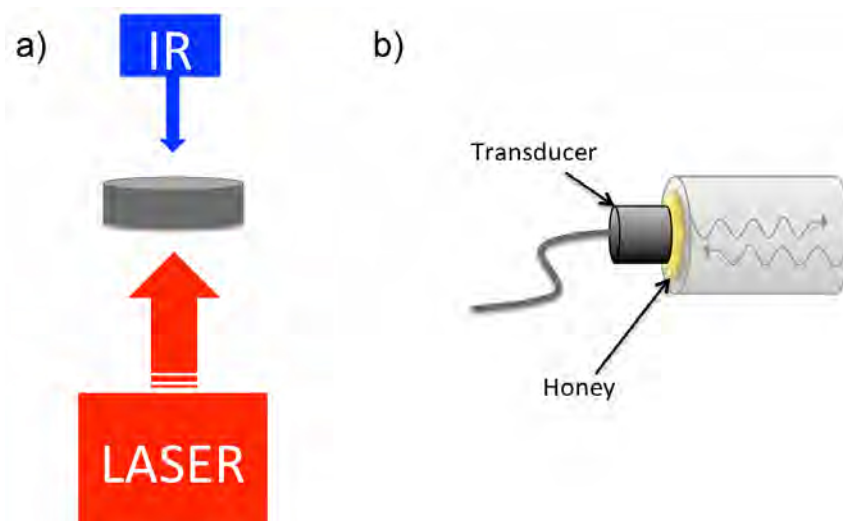 a)
IR
LASER
b)
Transducer
Honey